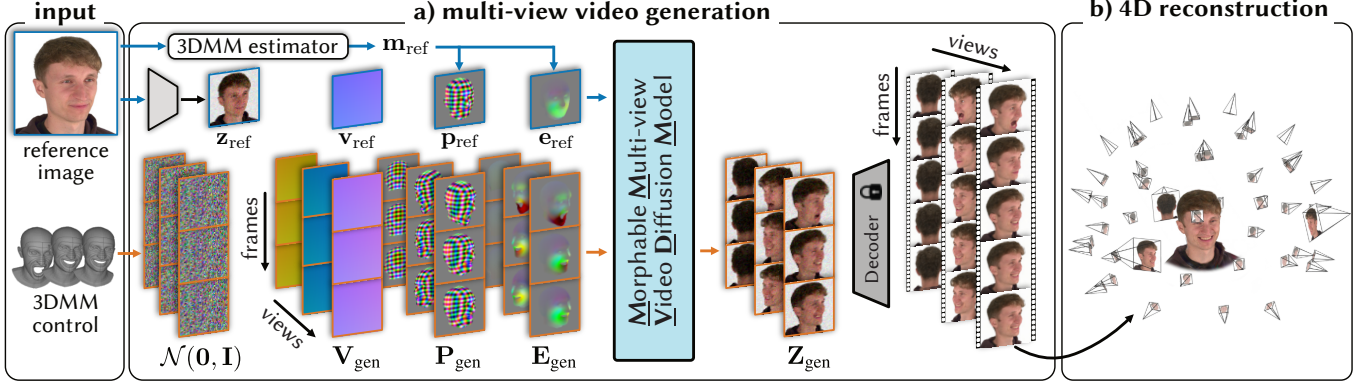 input
a) multi-view video generation
b) 4D reconstruction
3DMM estimator
m_ref
z_ref
v_ref
p_ref
e_ref
reference
image
3DMM
control
N(0, I)
frames
views
V_gen
P_gen
E_gen
Morphable Multi-view
Video Diffusion Model
Z_gen
Decoder
frames
views